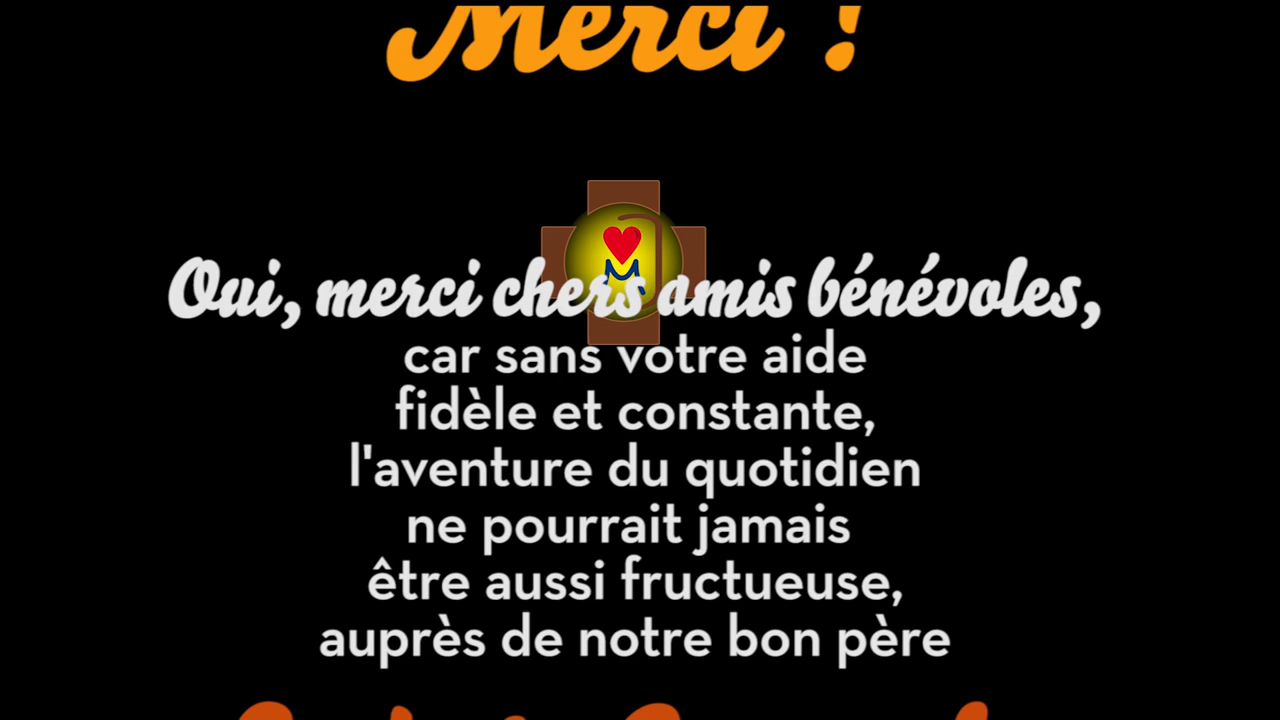 Merci !
M
Oui, merci chers amis bénévoles,
car sans votre aide
fidèle et constante,
l'aventure du quotidien
ne pourrait jamais
être aussi fructueuse,
auprès de notre bon père